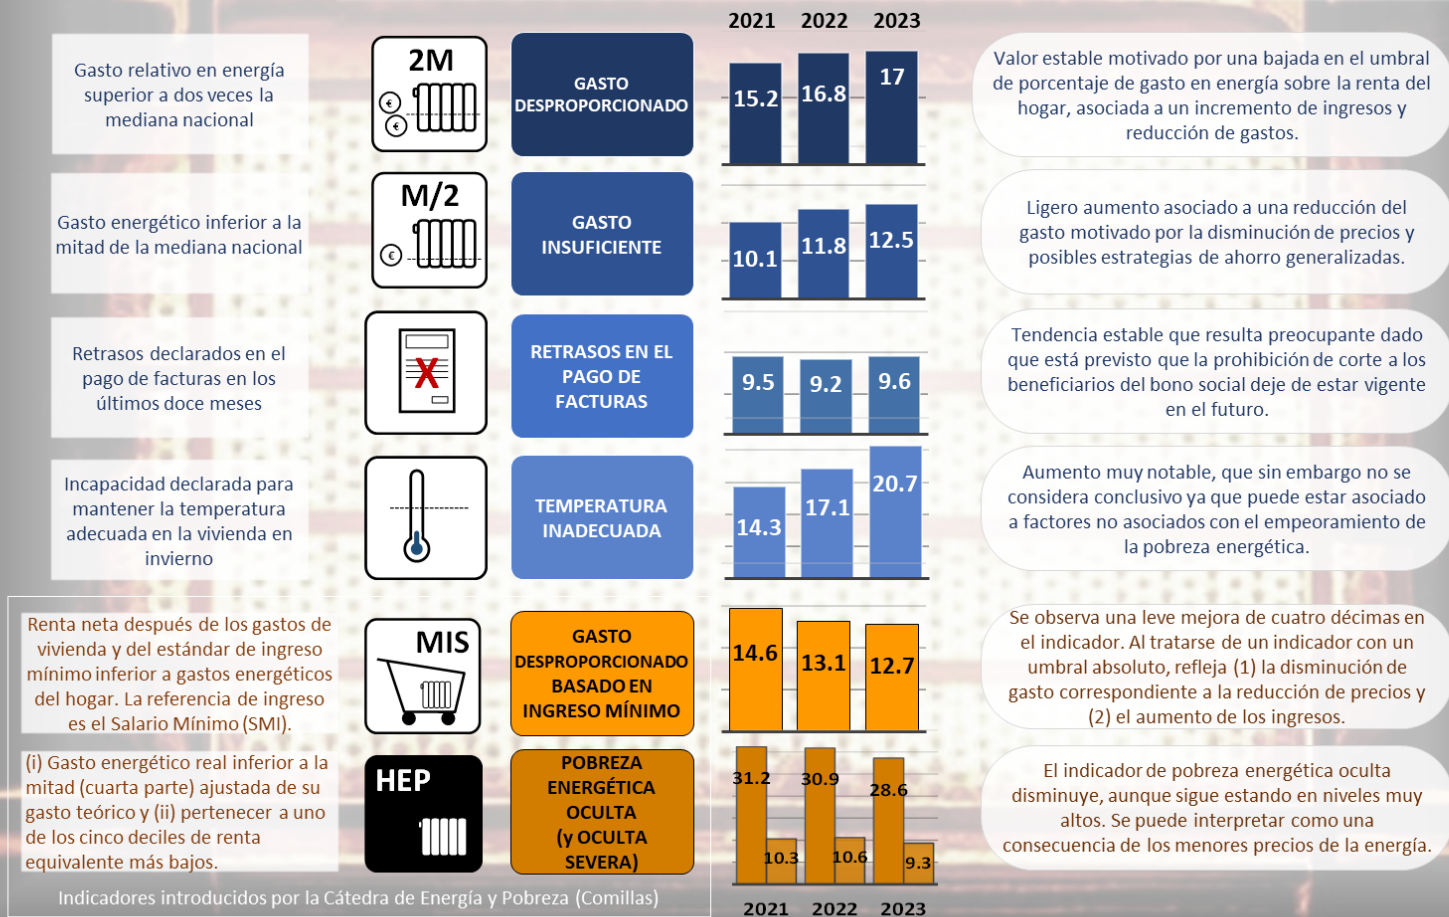 2021 2022 2023
Gasto relativo en energía
superior a dos veces la
mediana nacional
2M
€
€
GASTO
DESPROPORCIONADO
15.2 16.8 17
Valor estable motivado por una bajada en el umbral
de porcentaje de gasto en energía sobre la renta del
hogar, asociada a un incremento de ingresos y
reducción de gastos.
Gasto energético inferior a la
mitad de la mediana nacional
M/2
€
GASTO
INSUFICIENTE
10.1 11.8 12.5
Ligero aumento asociado a una reducción del
gasto motivado por la disminución de precios y
posibles estrategias de ahorro generalizadas.
Retrasos declarados en el
pago de facturas en los
últimos doce meses
X
RETRASOS EN EL
PAGO DE
FACTURAS
9.5 9.2 9.6
Tendencia estable que resulta preocupante dado
que está previsto que la prohibición de corte a los
beneficiarios del bono social deje de estar vigente
en el futuro.
Incapacidad declarada para
mantener la temperatura
adecuada en la vivienda en
invierno
TEMPERATURA
INADECUADA
14.3 17.1 20.7
Aumento muy notable, que sin embargo no se
considera conclusivo ya que puede estar asociado
a factores no asociados con el empeoramiento de
la pobreza energética.
Renta neta después de los gastos de
vivienda y del estándar de ingreso
mínimo inferior a gastos energéticos
del hogar. La referencia de ingreso
es el Salario Mínimo (SMI).
MIS
GASTO
DESPROPORCIONADO
BASADO EN
INGRESO MÍNIMO
14.6 13.1 12.7
Se observa una leve mejora de cuatro décimas en
el indicador. Al tratarse de un indicador con un
umbral absoluto, refleja (1) la disminución de
gasto correspondiente a la reducción de precios y
(2) el aumento de los ingresos.
(i) Gasto energético real inferior a la
mitad (cuarta parte) ajustada de su
gasto teórico y (ii) pertenecer a uno
de los cinco deciles de renta
equivalente más bajos.
HEP
POBREZA
ENERGÉTICA
OCULTA
(y OCULTA
SEVERA)
31.2 10.3 30.9 10.6 28.6 9.3
El indicador de pobreza energética oculta
disminuye, aunque sigue estando en niveles muy
altos. Se puede interpretar como una
consecuencia de los menores precios de la energía.
Indicadores introducidos por la Cátedra de Energía y Pobreza (Comillas)
2021 2022 2023